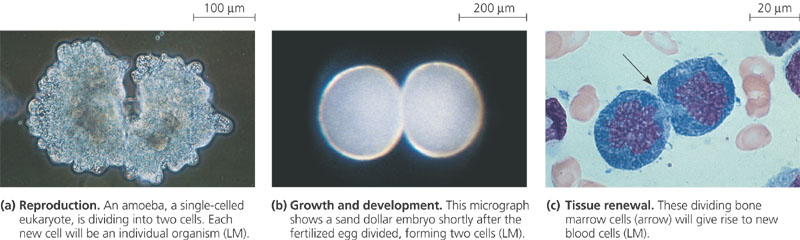 100 µm
200 µm
20 µm
(a) Reproduction. An amoeba, a single-celled
eukaryote, is dividing into two cells. Each
new cell will be an individual organism (LM).
(b) Growth and development. This micrograph
shows a sand dollar embryo shortly after the
fertilized egg divided, forming two cells (LM).
(c) Tissue renewal. These dividing bone
marrow cells (arrow) will give rise to new
blood cells (LM).